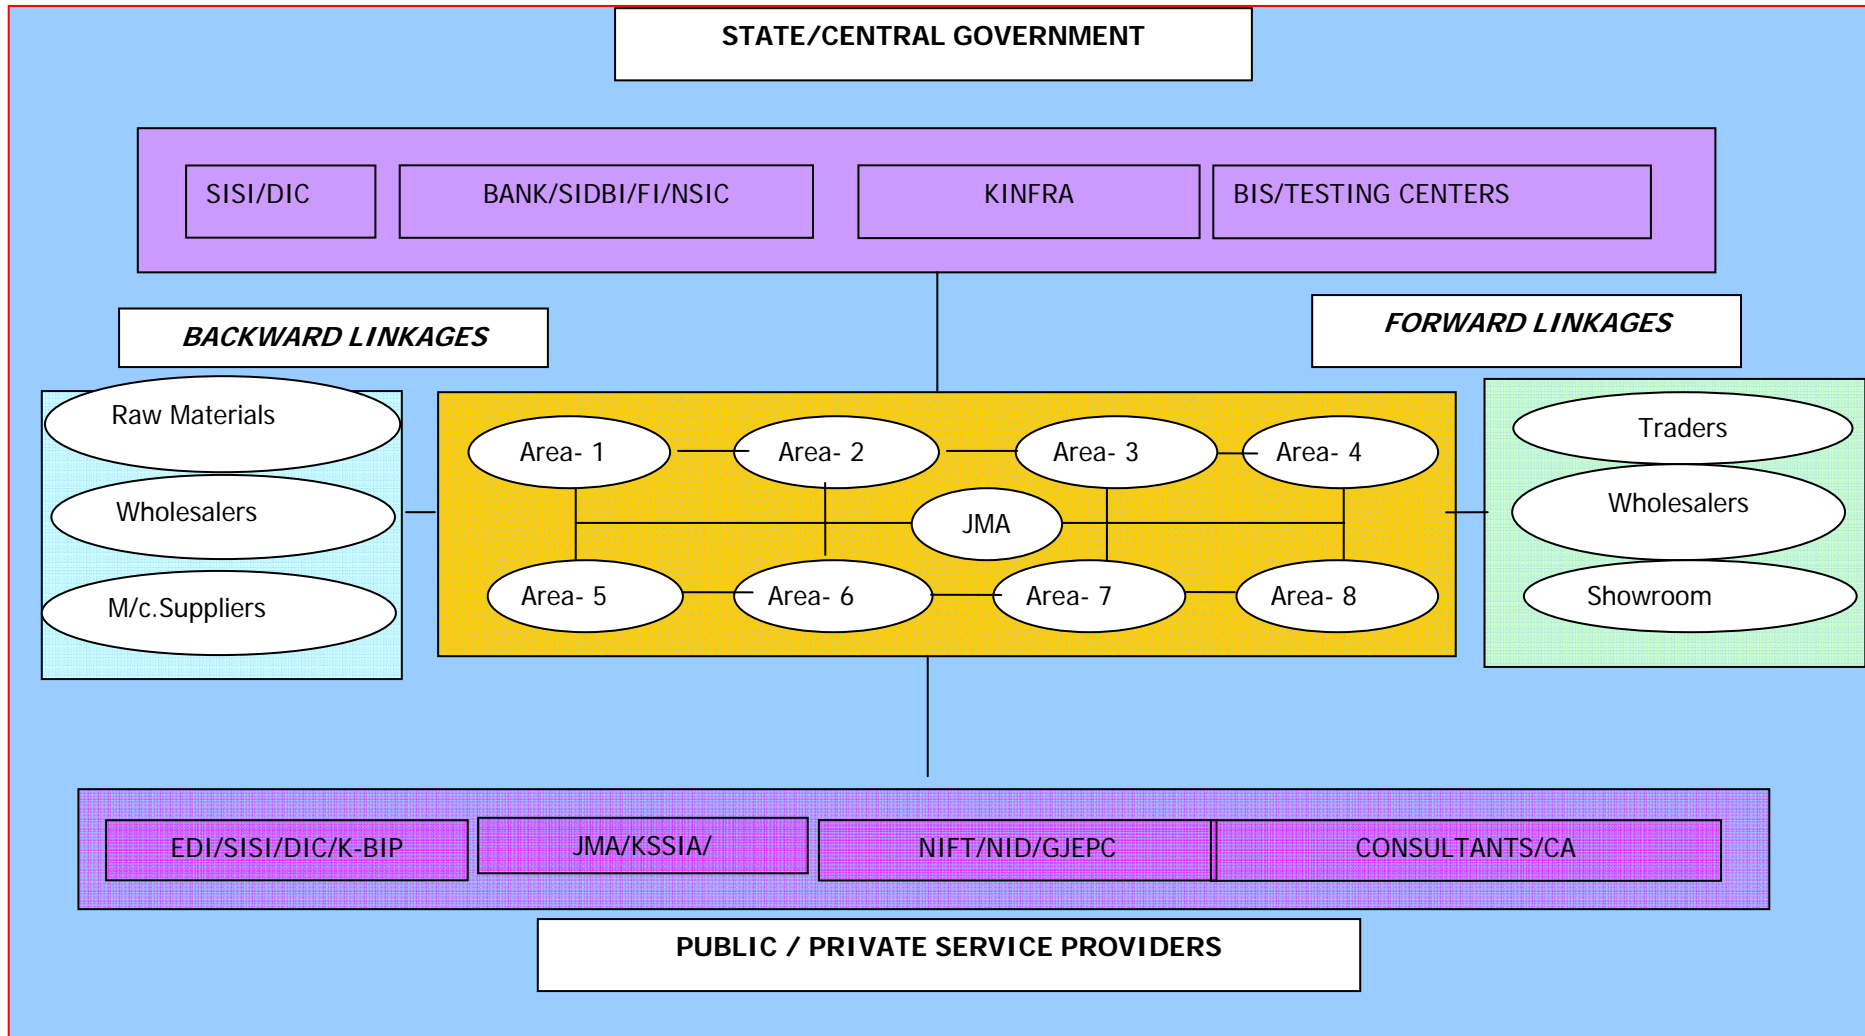 STATE/CENTRAL GOVERNMENT
SISI/DIC
BANK/SIDBI/FI/NSIC
KINFRA
BIS/TESTING CENTERS
BACKWARD LINKAGES
FORWARD LINKAGES
Raw Materials
Wholesalers
M/c.Suppliers
Area- 1
Area- 2
Area- 3
Area- 4
JMA
Area- 5
Area- 6
Area- 7
Area- 8
Traders
Wholesalers
Showroom
EDI/SISI/DIC/K-BIP
JMA/KSSIA/
NIFT/NID/GJEPC
CONSULTANTS/CA
PUBLIC / PRIVATE SERVICE PROVIDERS